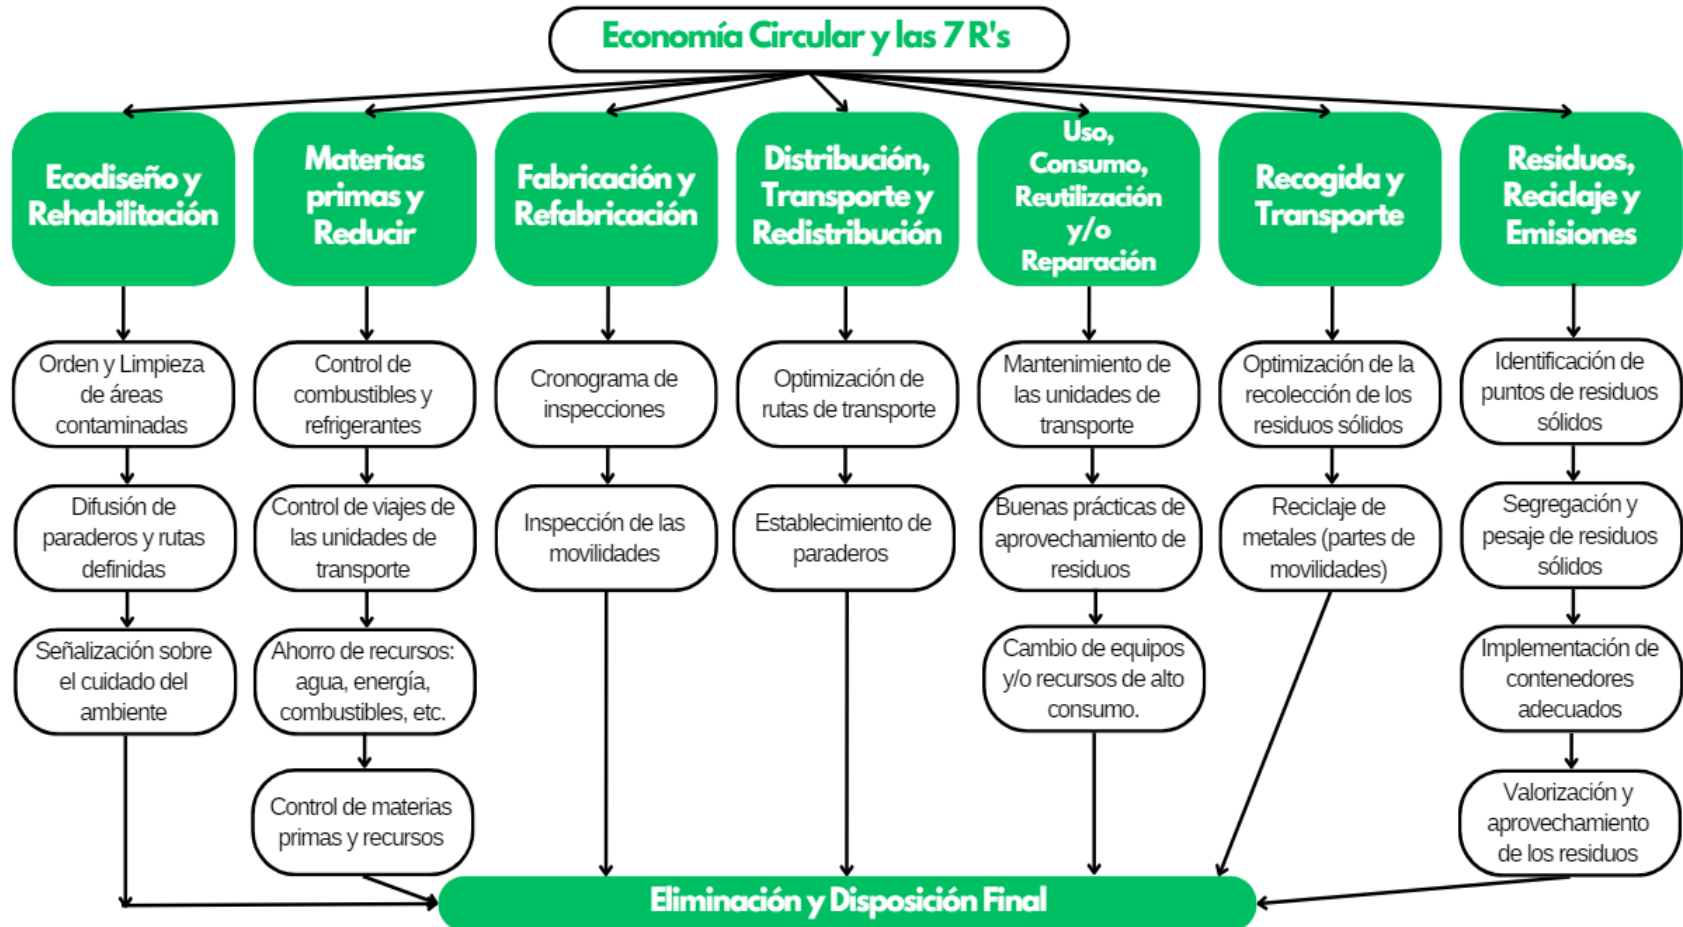 Economía Circular y las 7 R's
Ecodiseño y
Rehabilitación
Materias
primas y
Reducir
Fabricación y
Refabricación
Distribución,
Transporte y
Redistribución
Uso,
Consumo,
Reutilización
y/o
Reparación
Recogida y
Transporte
Residuos,
Reciclaje y
Emisiones
Orden y Limpieza
de áreas
contaminadas
Control de
combustibles y
refrigerantes
Cronograma de
inspecciones
Optimización de
rutas de transporte
Mantenimiento de
las unidades de
transporte
Optimización de la
recolección de los
residuos sólidos
Identificación de
puntos de residuos
sólidos
Difusión de
paraderos y rutas
definidas
Control de viajes de
las unidades de
transporte
Inspección de las
movilidades
Establecimiento de
paraderos
Buenas prácticas de
aprovechamiento de
residuos
Reciclaje de
metales (partes de
movilidades)
Segregación y
pesaje de residuos
sólidos
Señalización sobre
el cuidado del
ambiente
Ahorro de recursos:
agua, energía,
combustibles, etc.
Cambio de equipos
y/o recursos de alto
consumo.
Implementación de
contenedores
adecuados
Control de materias
primas y recursos
Valorización y
aprovechamiento
de los residuos
Eliminación y Disposición Final